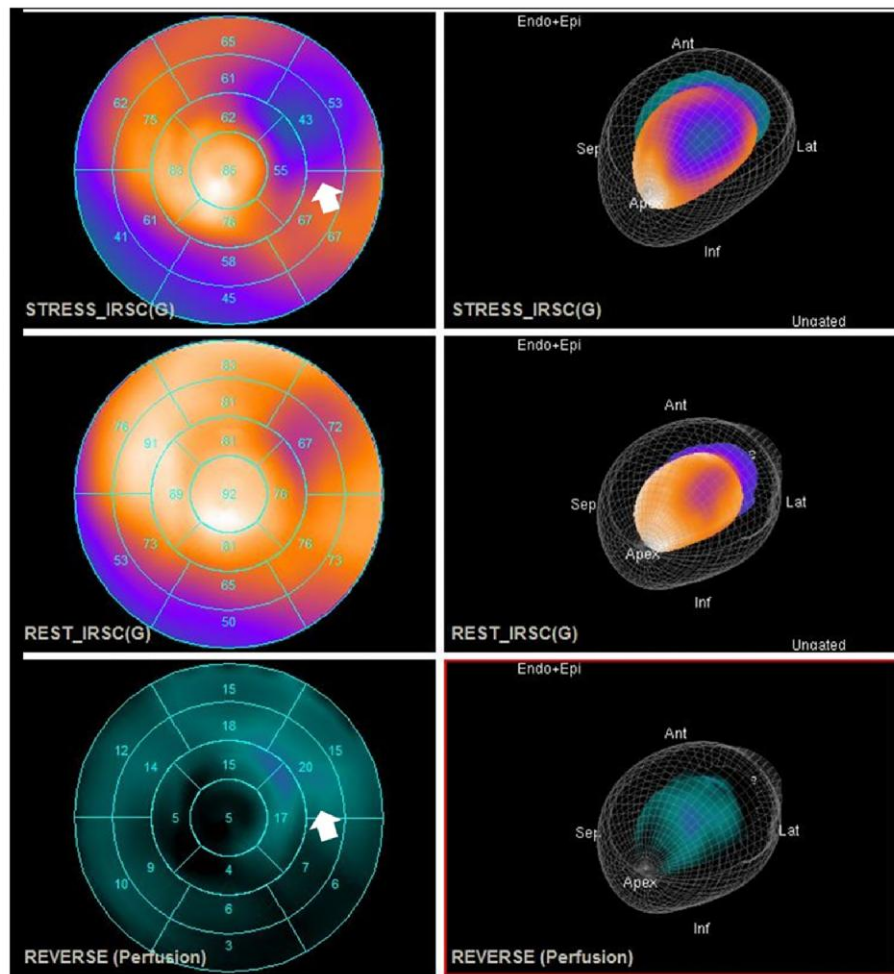 65
61
62 53
75 62 43
83 86 55
61 76 67
41 67
58
45
STRESS_IRSC(G)
Endo+Epi
Ant
Sep Lat
Apex
Inf
STRESS_IRSC(G)
Ungated
83
81
76 72
91 81 67
89 92 76
73 81 76
53 73
65
50
REST_IRSC(G)
Endo+Epi
Ant
Sep Lat
Apex
Inf
REST_IRSC(G)
Ungated
15
18
12 15
14 15 20
5 5 17
9 4 7
10 6
6
3
REVERSE (Perfusion)
Endo+Epi
Ant
Sep Lat
Apex
Inf
REVERSE (Perfusion)